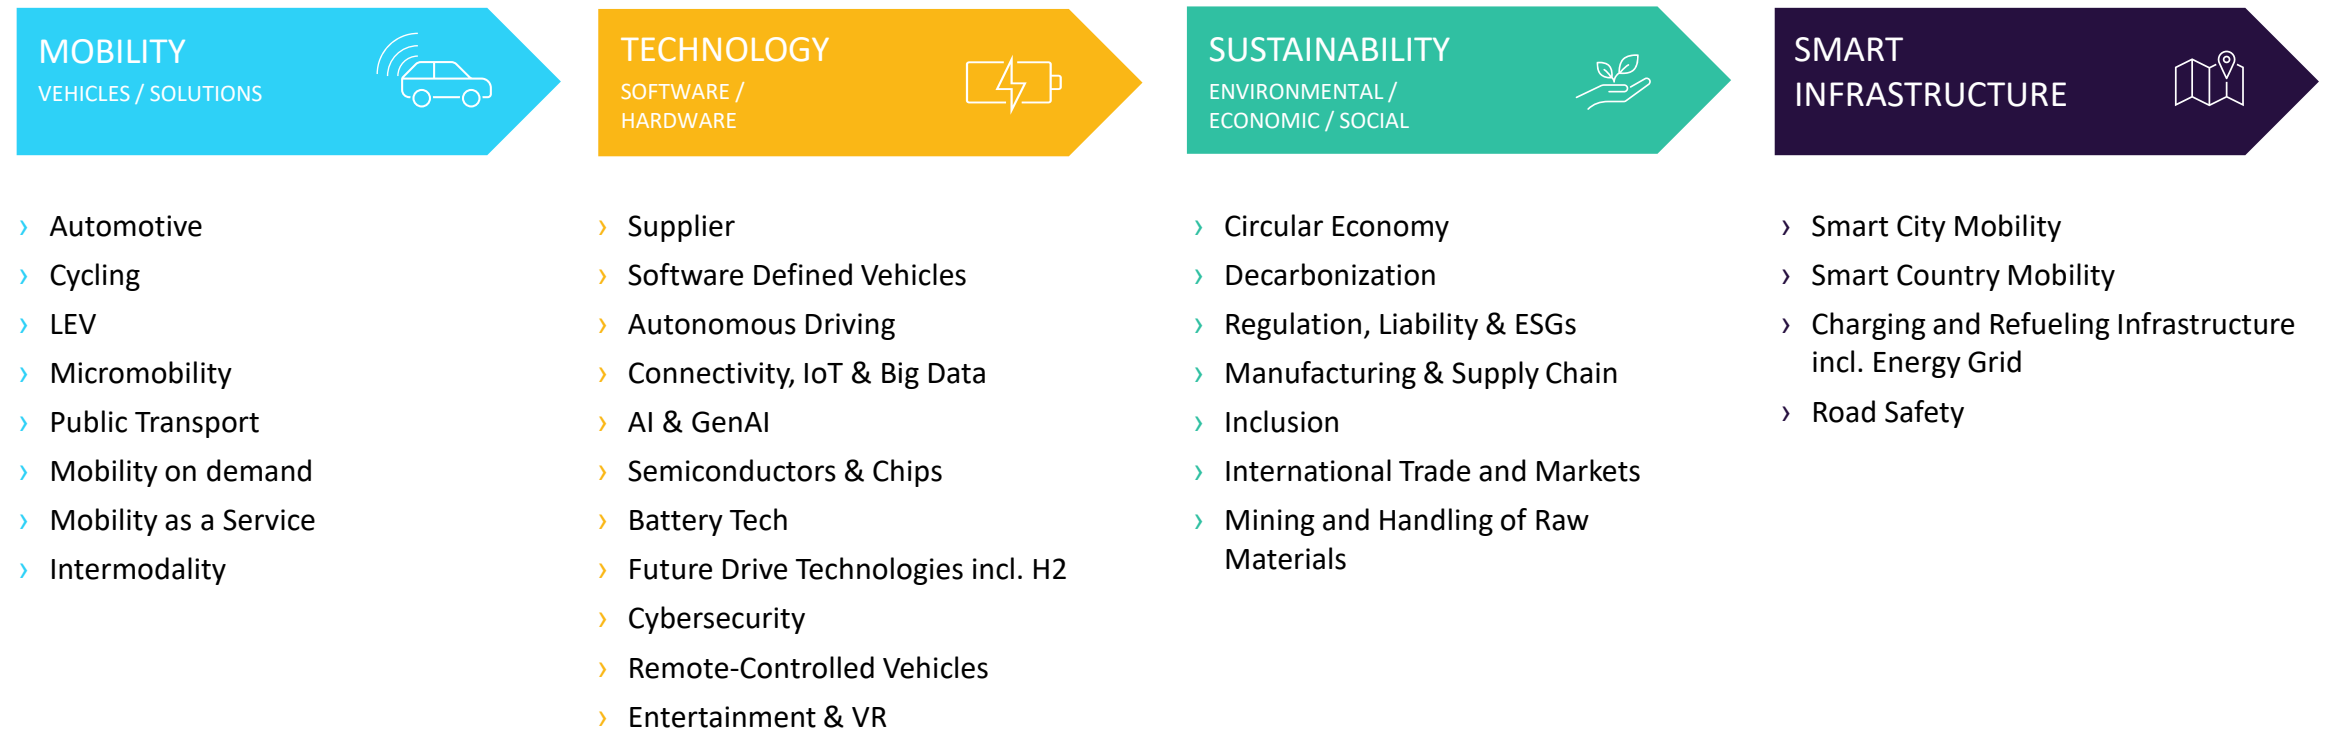 MOBILITY
VEHICLES / SOLUTIONS
› Automotive
› Cycling
› LEV
› Micromobility
› Public Transport
› Mobility on demand
› Mobility as a Service
› Intermodality
TECHNOLOGY
SOFTWARE /
HARDWARE
› Supplier
› Software Defined Vehicles
› Autonomous Driving
› Connectivity, IoT & Big Data
› AI & GenAI
› Semiconductors & Chips
› Battery Tech
› Future Drive Technologies incl. H2
› Cybersecurity
› Remote-Controlled Vehicles
› Entertainment & VR
SUSTAINABILITY
ENVIRONMENTAL /
ECONOMIC / SOCIAL
› Circular Economy
› Decarbonization
› Regulation, Liability & ESGs
› Manufacturing & Supply Chain
› Inclusion
› International Trade and Markets
› Mining and Handling of Raw
Materials
SMART
INFRASTRUCTURE
› Smart City Mobility
› Smart Country Mobility
› Charging and Refueling Infrastructure
incl. Energy Grid
› Road Safety